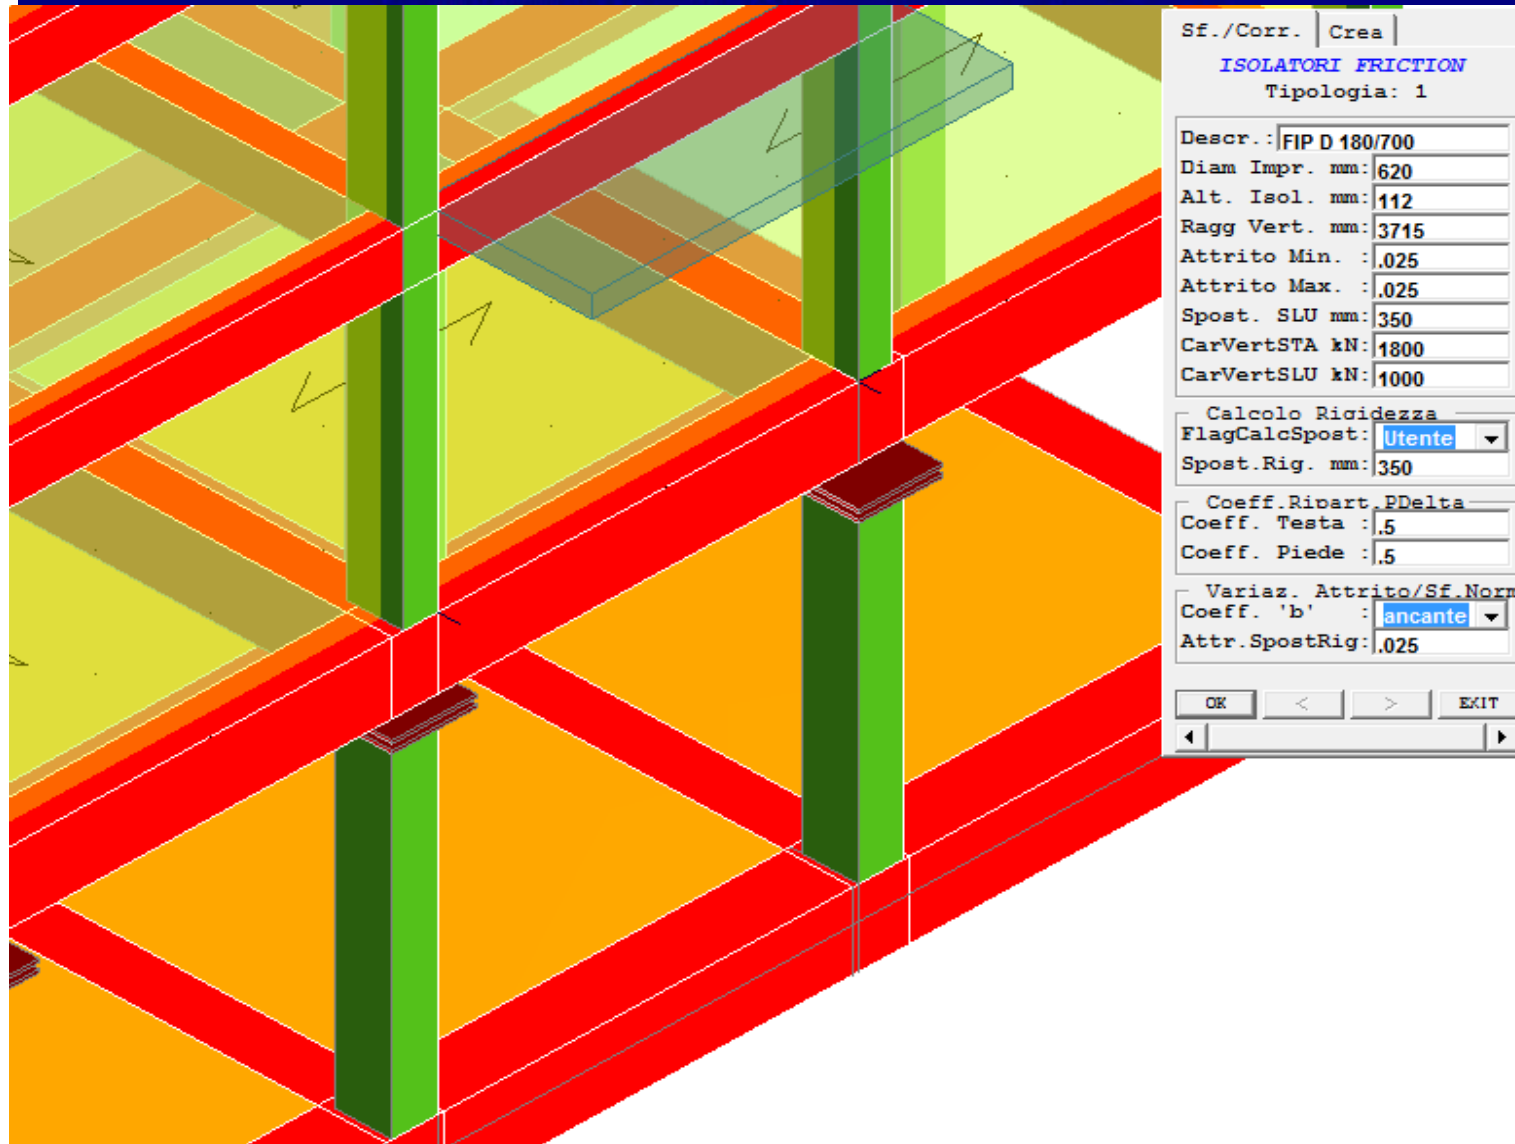 Sf./Corr. Crea
ISOLATORI FRICTION
Tipologia: 1
Descr.: FIP D 180/700
Diam Impr. mm: 620
Alt. Isol. mm: 112
Ragg Vert. mm: 3715
Attrito Min. : .025
Attrito Max. : .025
Spost. SLU mm: 350
CarVertSTA kN: 1800
CarVertSLU kN: 1000
Calcolo Rigidezza
FlagCalcSpost: Utente
Spost.Rig. mm: 350
Coeff.Ripart.PDelta
Coeff. Testa : .5
Coeff. Piede : .5
Variaz. Attrito/Sf.Norm
Coeff. 'b' : ancante
Attr.SpostRig: .025
OK < > EXIT